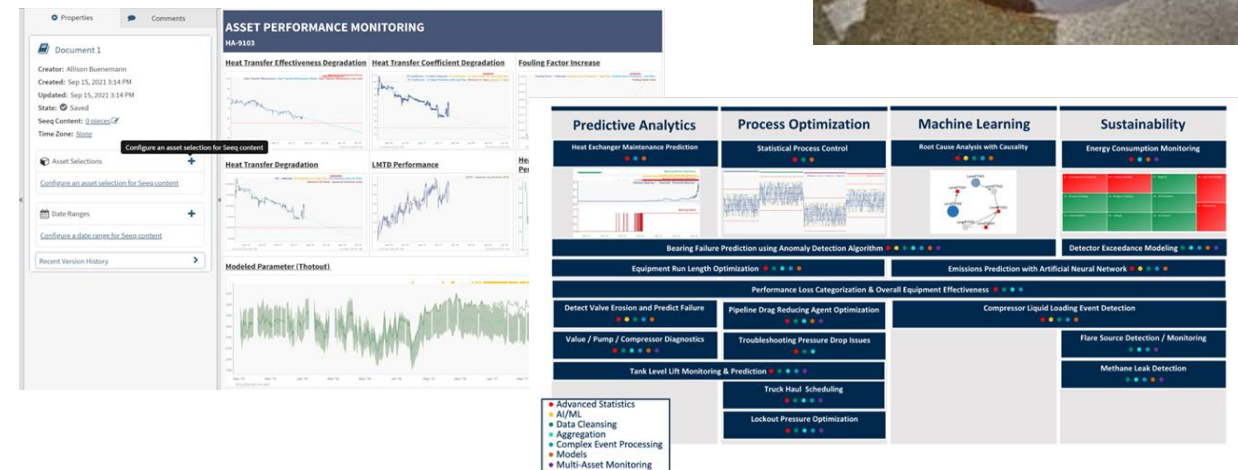 Properties
Comments
Document 1
Creator: Allison Buenemann
Created: Sep 15, 2021 3:14 PM
Updated: Sep 15, 2021 3:14 PM
State: Saved
Seeq Content: 0 pieces
Time Zone: None
Configure an asset selection for Seeq content
Asset Selections
+
Configure an asset selection for Seeq content
Date Ranges
+
Configure a date range for Seeq content
Recent Version History
ASSET PERFORMANCE MONITORING
HA-9103
Heat Transfer Effectiveness Degradation
Heat Transfer Coefficient Degradation
Fouling Factor Increase
Heat Transfer Degradation
LMTD Performance
Modeled Parameter (Thotout)
Predictive Analytics
Process Optimization
Machine Learning
Sustainability
Heat Exchanger Maintenance Prediction
Statistical Process Control
Root Cause Analysis with Causality
Energy Consumption Monitoring
Bearing Failure Prediction using Anomaly Detection Algorithm
Detector Exceedance Modeling
Equipment Run Length Optimization
Emissions Prediction with Artificial Neural Network
Performance Loss Categorization & Overall Equipment Effectiveness
Detect Valve Erosion and Predict Failure
Pipeline Drag Reducing Agent Optimization
Compressor Liquid Loading Event Detection
Value / Pump / Compressor Diagnostics
Troubleshooting Pressure Drop Issues
Flare Source Detection / Monitoring
Tank Level Lift Monitoring & Prediction
Methane Leak Detection
Truck Haul Scheduling
Lockout Pressure Optimization
Advanced Statistics
AI/ML
Data Cleansing
Aggregation
Complex Event Processing
Models
Multi-Asset Monitoring